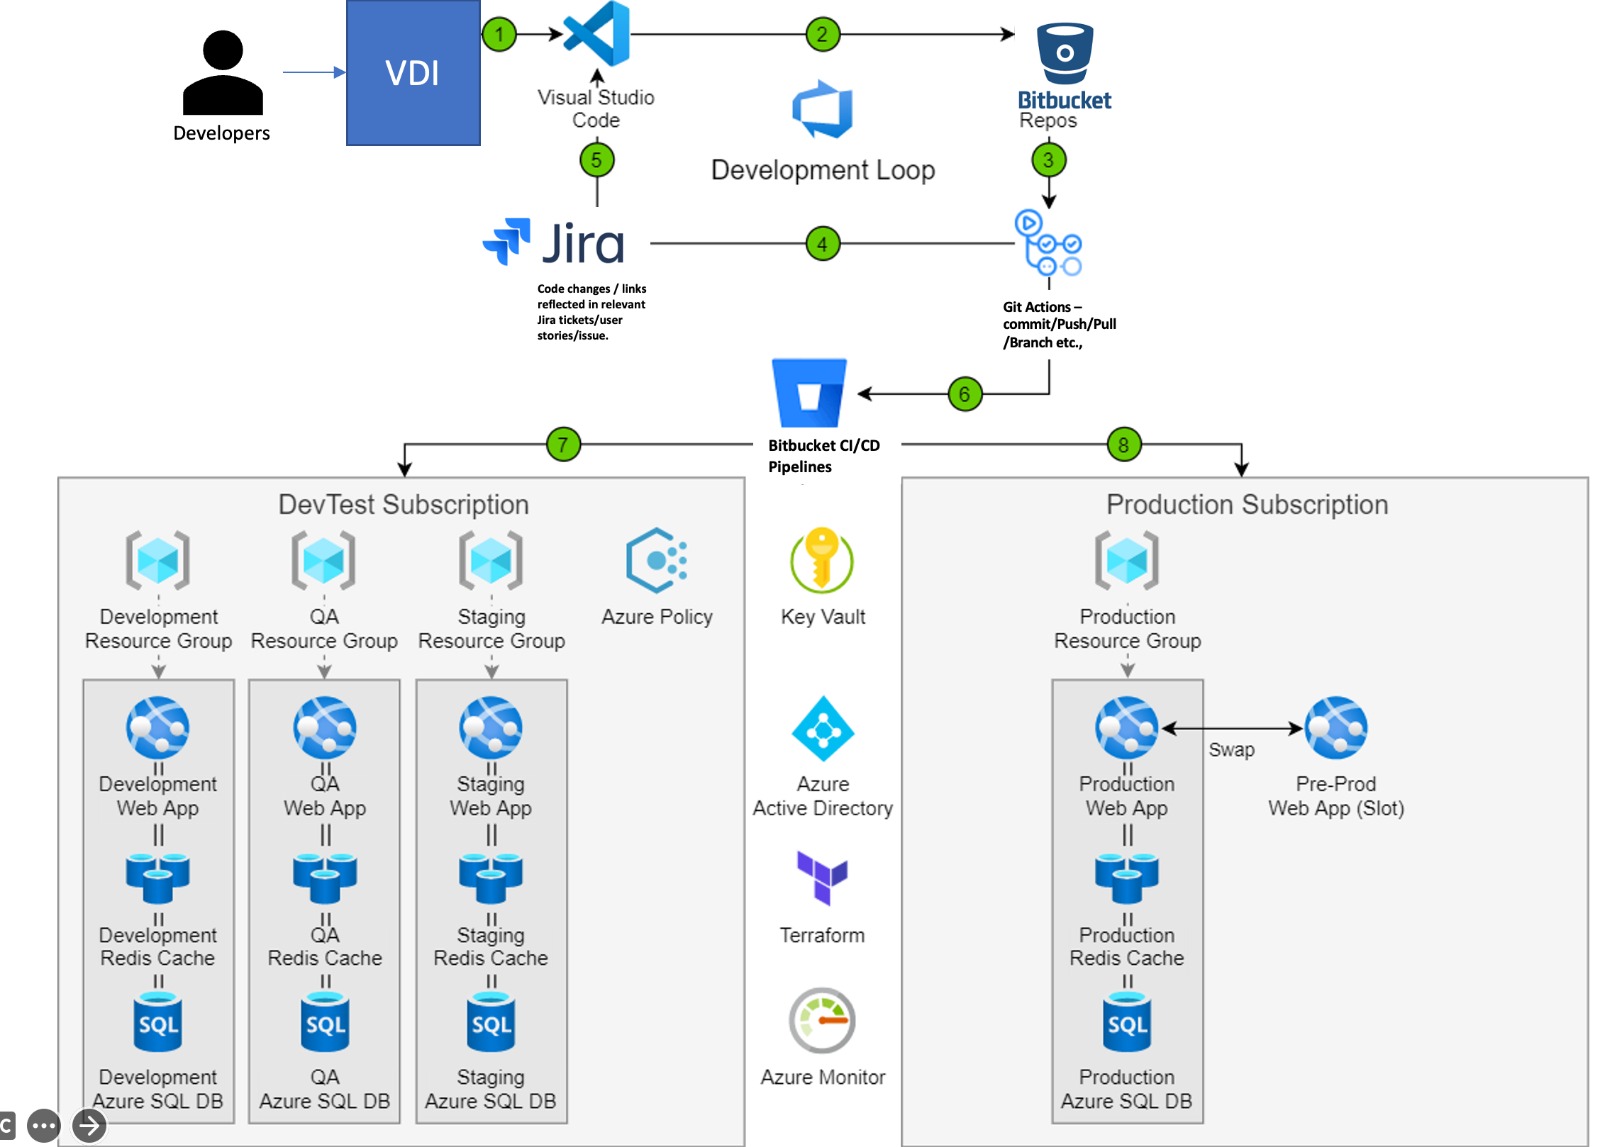 VDI
1
2
Bitbucket
Repos
Developers
Visual Studio
Code
5
Development Loop
3
Jira
4
Code changes / links
reflected in relevant
Jira tickets/user
stories/issue.
Git Actions –
commit/Push/Pull
/Branch etc.,
6
7
Bitbucket CI/CD
Pipelines
8
DevTest Subscription
Production Subscription
Development
Resource Group
QA
Resource Group
Staging
Resource Group
Azure Policy
Key Vault
Production
Resource Group
Development
Web App
QA
Web App
Staging
Web App
Azure
Active Directory
Production
Web App
Swap
Pre-Prod
Web App (Slot)
Development
Redis Cache
QA
Redis Cache
Staging
Redis Cache
Terraform
Production
Redis Cache
SQL
SQL
SQL
SQL
Development
Azure SQL DB
QA
Azure SQL DB
Staging
Azure SQL DB
Azure Monitor
Production
Azure SQL DB
C